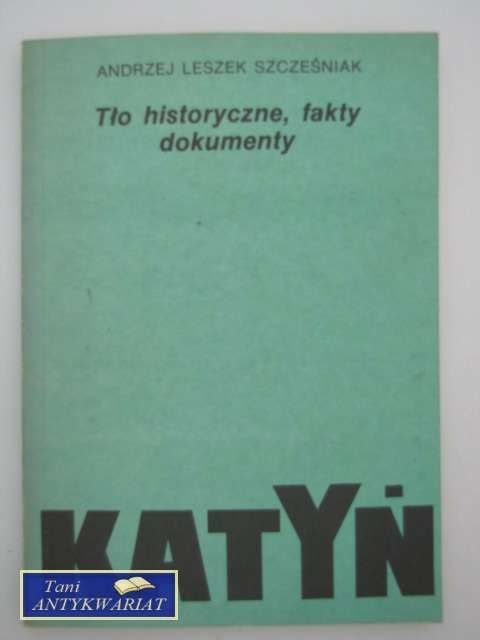 ANDRZEJ LESZEK SZCZEŚNIAK
Tło historyczne, fakty
dokumenty
KATYŃ
Tani
ANTYKWARIAT